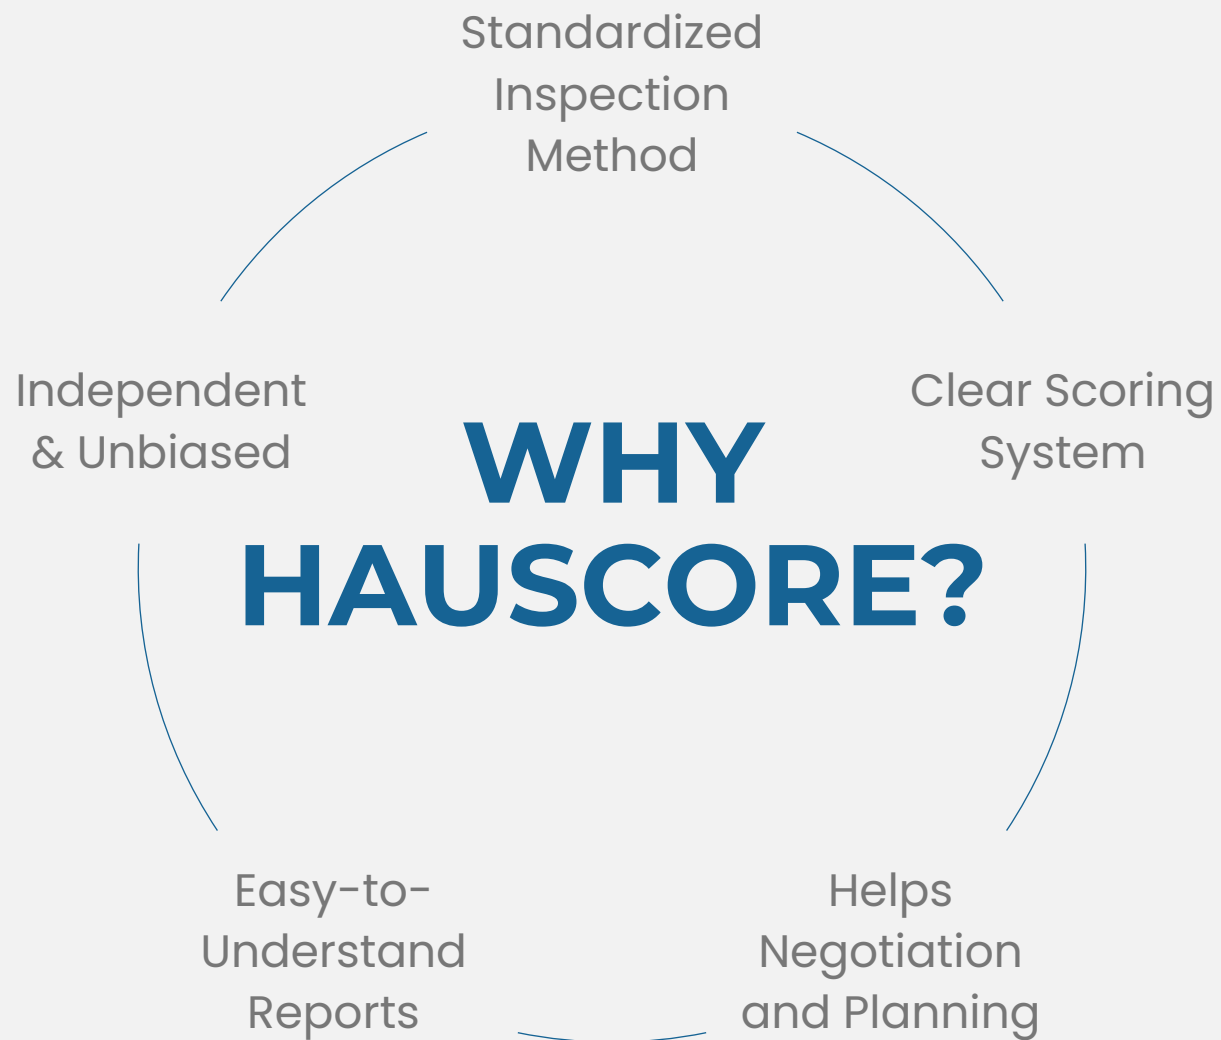 Standardized
Inspection
Method
Independent
& Unbiased
Clear Scoring
System
WHY
HAUSCORE?
Easy-to-
Understand
Reports
Helps
Negotiation
and Planning